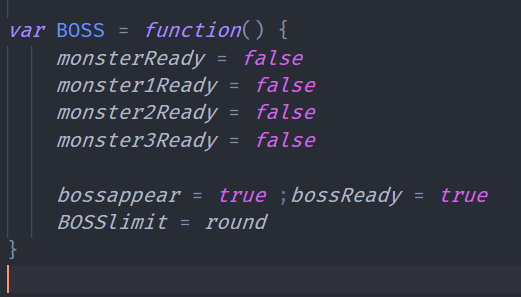 var BOSS = function() {
monsterReady = false
monster1Ready = false
monster2Ready = false
monster3Ready = false
bossappear = true ;bossReady = true
BOSSlimit = round
}